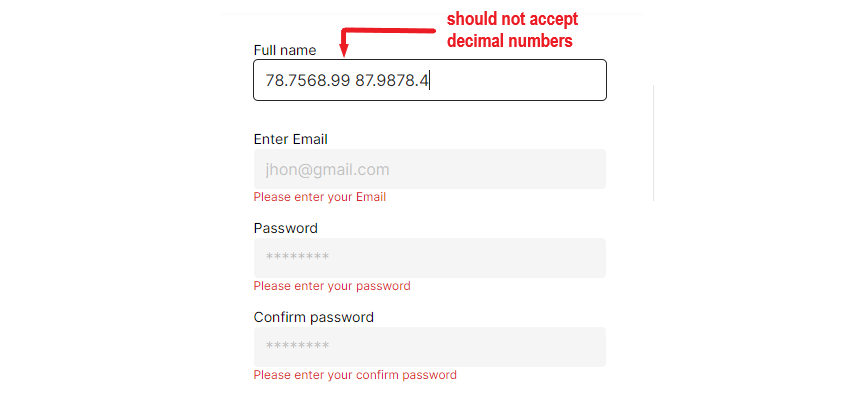 should not accept
decimal numbers
Full name
78.7568.99 87.9878.4
Enter Email
jhon@gmail.com
Please enter your Email
Password
********
Please enter your password
Confirm password
********
Please enter your confirm password